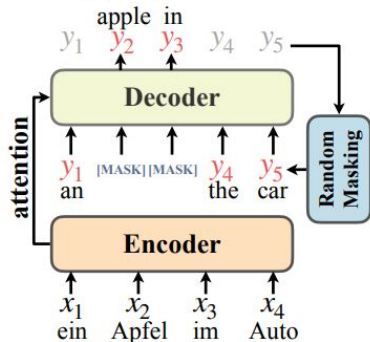 apple in
y1 y2 y3 y4 y5
Decoder
attention
y1 [MASK] [MASK] y4 y5
an the car
Random Masking
Encoder
x1 x2 x3 x4
ein Apfel im Auto